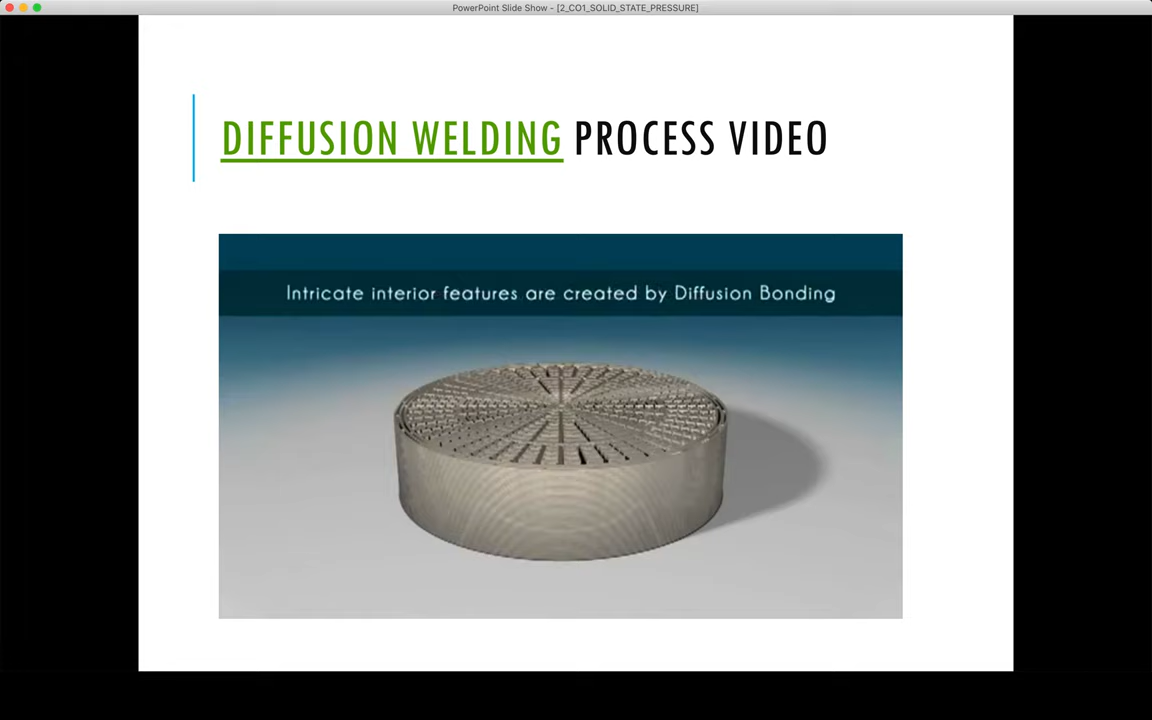 PowerPoint Slide Show - [2_CO1_SOLID_STATE_PRESSURE]
DIFFUSION WELDING PROCESS VIDEO
Intricate interior features are created by Diffusion Bonding